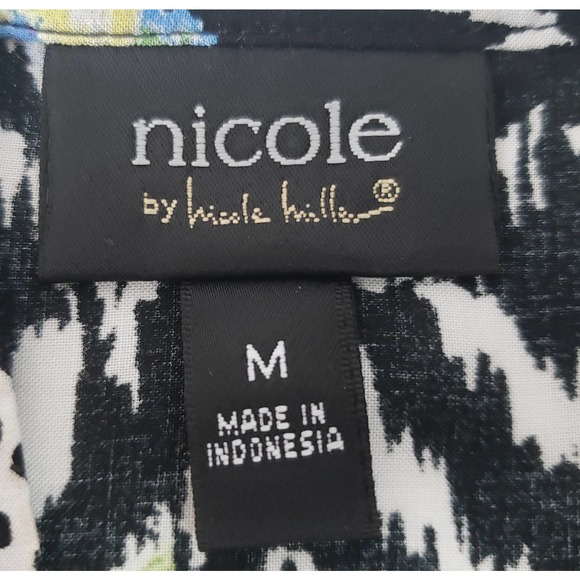 nicole
by nicole miller®
M
MADE IN
INDONESIA